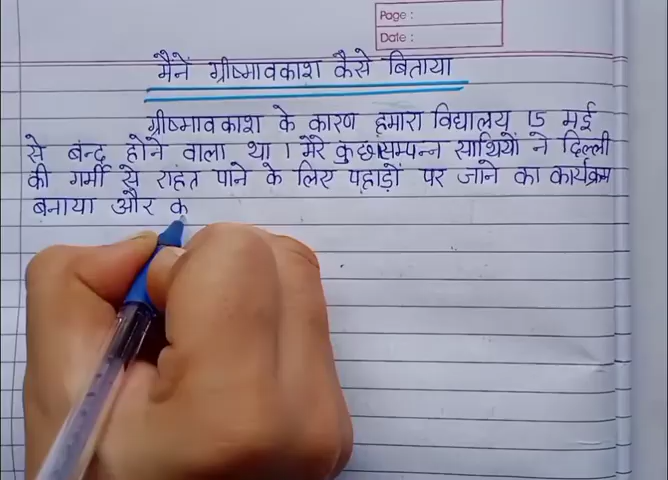 Page :
Date :
मैनें ग्रीष्मावकाश कैसे बिताया
ग्रीष्मावकाश के कारण हमारा विद्यालय 15 मई
से बन्द होने वाला था । मेरे कुछ सम्पन्न साथियों ने दिल्ली
की गर्मी से राहत पाने के लिए पहाड़ों पर जाने का कार्यक्रम
बनाया और क